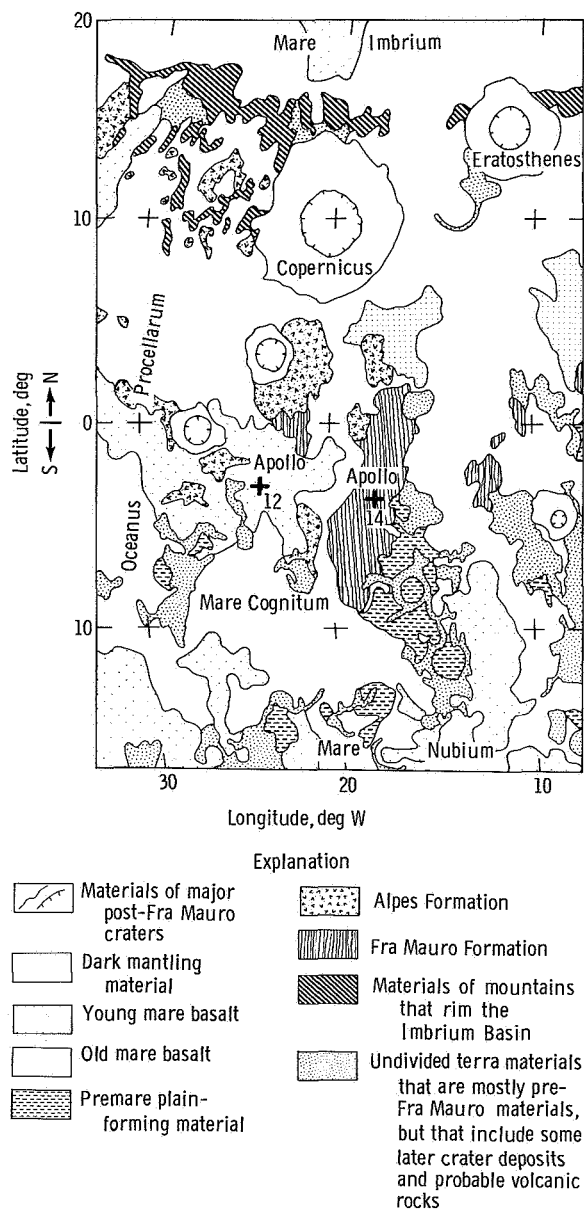 20
Mare Imbrium
Eratosthenes
10
Copernicus
Procellarum
Latitude, deg
S ← | → N
0
Apollo
12
Apollo
14
Oceanus
Mare Cognitum
10
Mare Nubium
30
20
10
Longitude, deg W
Explanation
Materials of major
post-Fra Mauro
craters
Dark mantling
material
Young mare basalt
Old mare basalt
Premare plain-
forming material
Alpes Formation
Fra Mauro Formation
Materials of mountains
that rim the
Imbrium Basin
Undivided terra materials
that are mostly pre-
Fra Mauro materials,
but that include some
later crater deposits
and probable volcanic
rocks